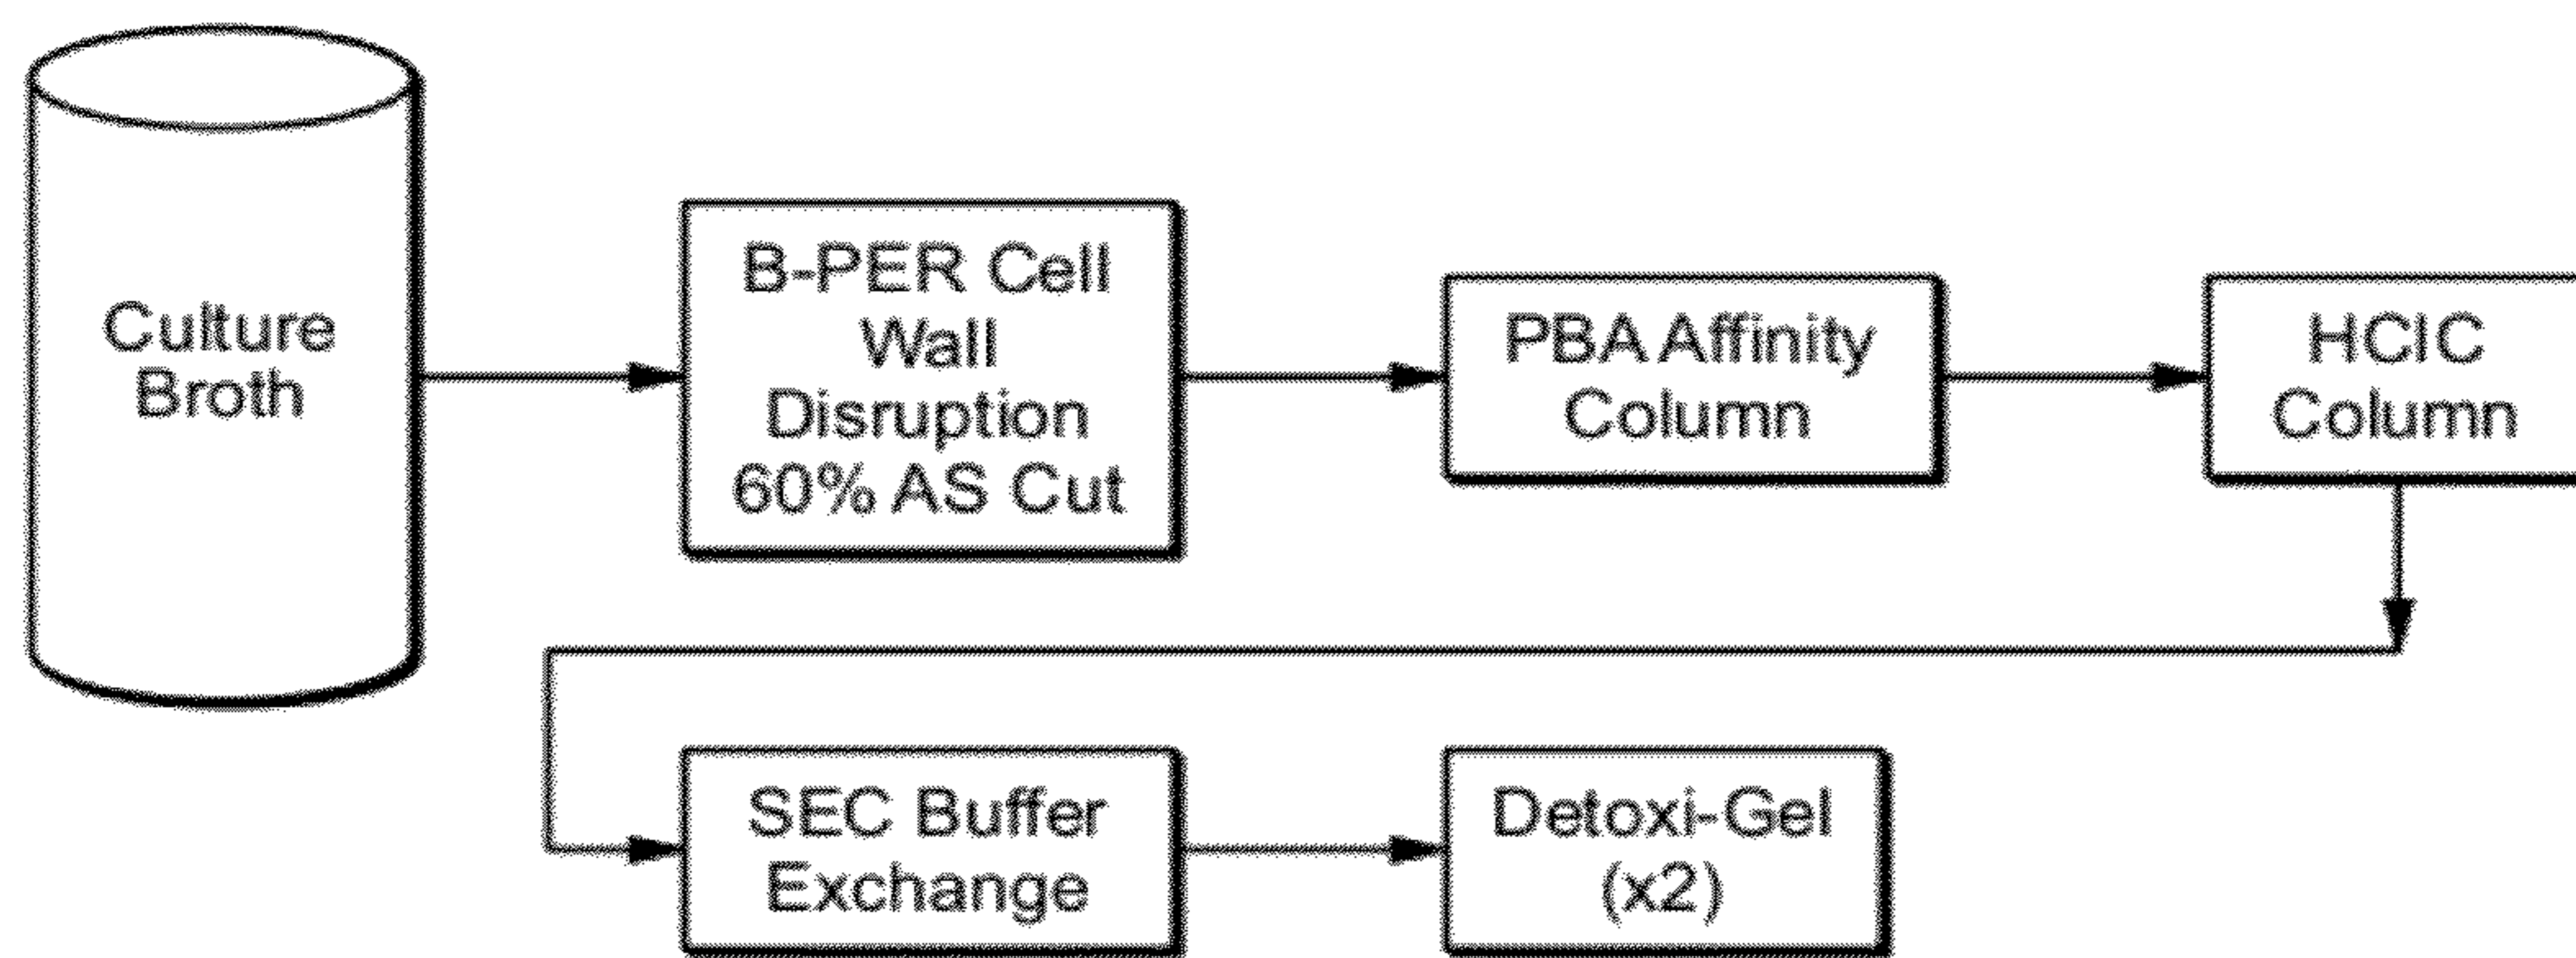 Culture
Broth
B-PER Cell
Wall
Disruption
60% AS Cut
PBA Affinity
Column
HCIC
Column
SEC Buffer
Exchange
Detoxi-Gel
(x2)